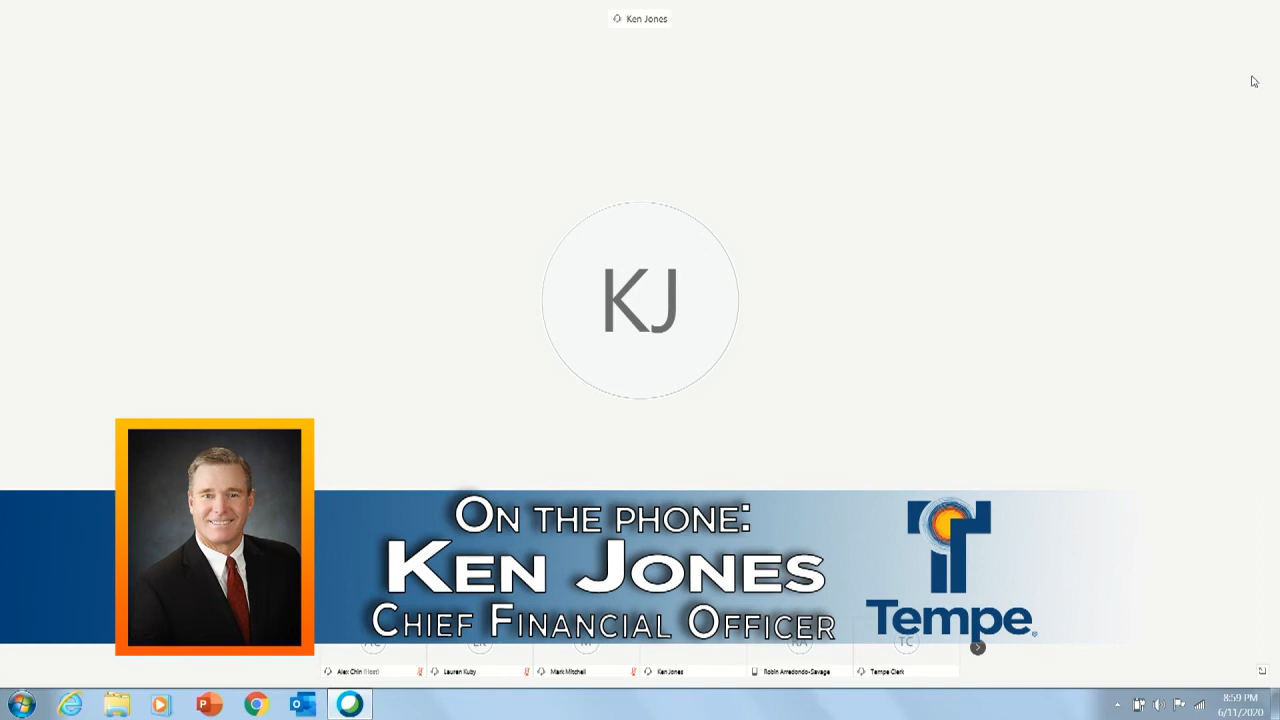 Ken Jones
KJ
On the phone:
Ken Jones
Chief Financial Officer
Tempe
TC
Alex Chin (Host)
Lauren Kuby
Mark Mitchell
Ken Jones
Robin Arredondo-Savage
Tempe Clerk
8:59 PM
6/11/2020